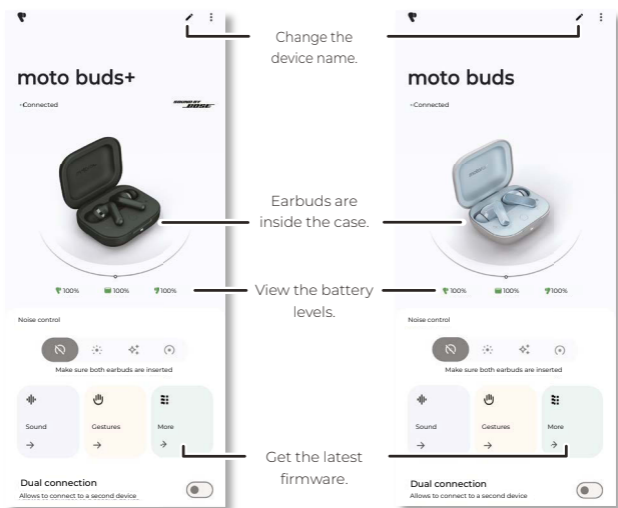 Change the
device name.
moto buds+
Connected
SOUND BY
BOSE
moto buds
Connected
Earbuds are
inside the case.
100% 100% 100%
View the battery
levels.
100% 100% 100%
Noise control
Make sure both earbuds are inserted
Sound Gestures More
Noise control
Make sure both earbuds are inserted
Sound Gestures More
Get the latest
firmware.
Dual connection
Allows to connect to a second device
Dual connection
Allows to connect to a second device